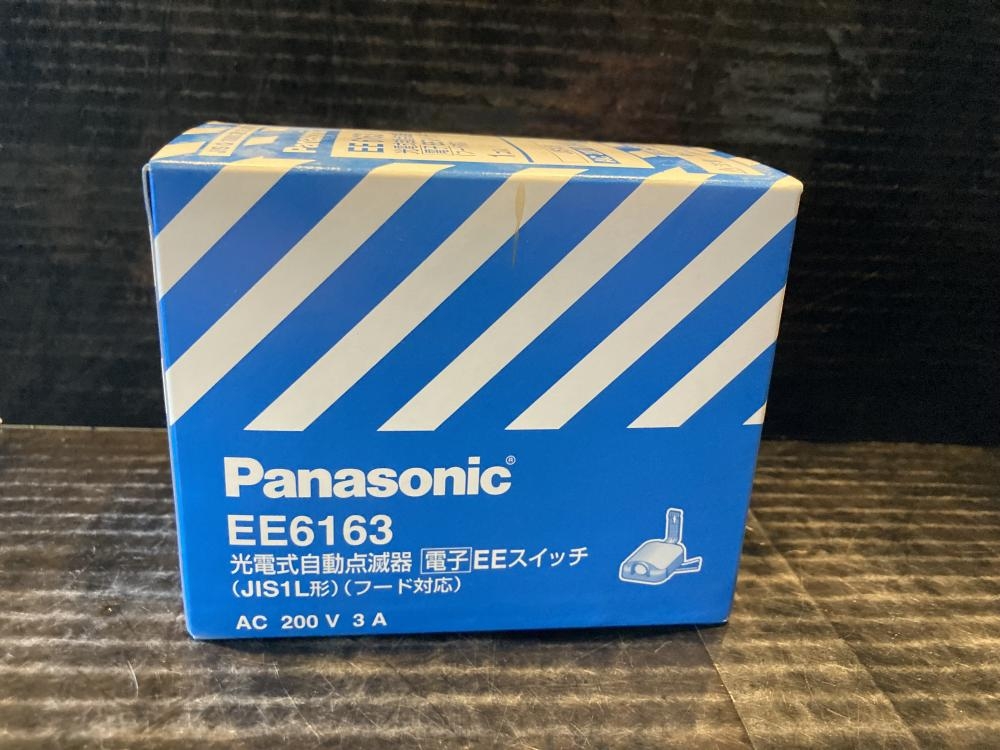 Panasonic
Panasonic®
EE6163
光電式自動点滅器 電子EEスイッチ
(JIS1L形)(フード対応)
AC 200 V 3 A